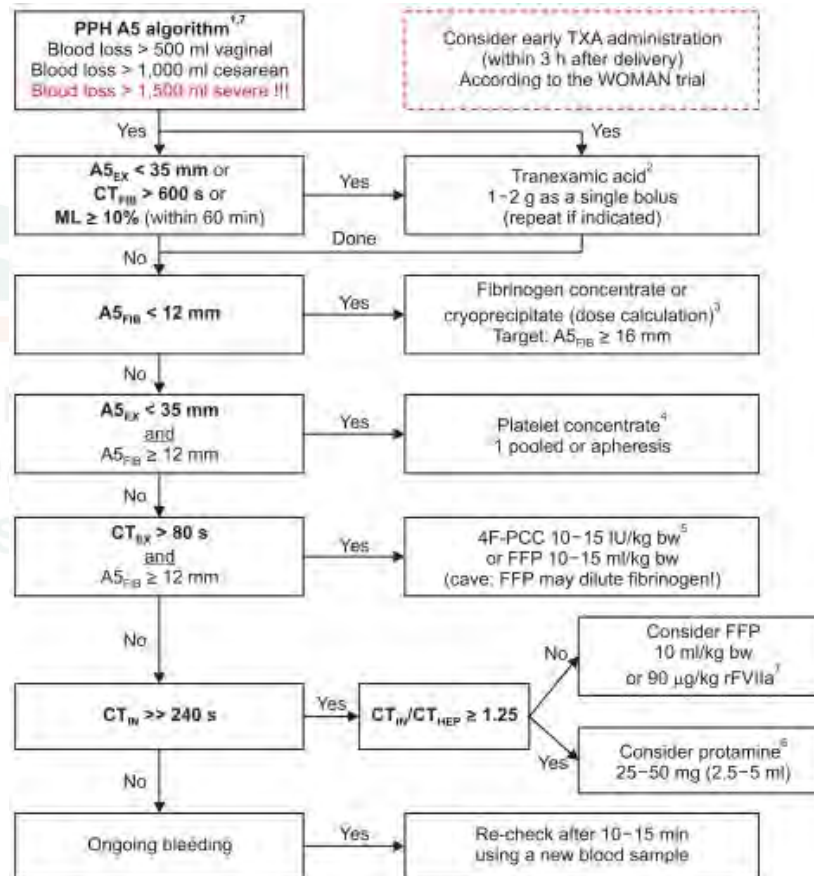 PPH A5 algorithm1,7
Blood loss > 500 ml vaginal
Blood loss > 1,000 ml cesarean
Blood loss > 1,500 ml severe !!!
Consider early TXA administration
(within 3 h after delivery)
According to the WOMAN trial
Yes
Yes
A5EX < 35 mm or
CTFIB > 600 s or
ML ≥ 10% (within 60 min)
Yes
Tranexamic acid2
1–2 g as a single bolus
(repeat if indicated)
Done
No
A5FIB < 12 mm
Yes
Fibrinogen concentrate or
cryoprecipitate (dose calculation)3
Target: A5FIB ≥ 16 mm
No
A5EX < 35 mm
and
A5FIB ≥ 12 mm
Yes
Platelet concentrate4
1 pooled or apheresis
No
CTEX > 80 s
and
A5FIB ≥ 12 mm
Yes
4F-PCC 10–15 IU/kg bw5
or FFP 10–15 ml/kg bw
(cave: FFP may dilute fibrinogen!)
No
Consider FFP
10 ml/kg bw
or 90 µg/kg rFVIIa7
No
CTIN >> 240 s
Yes
CTIN/CTHEP ≥ 1.25
Yes
Consider protamine6
25–50 mg (2.5–5 ml)
No
Ongoing bleeding
Yes
Re-check after 10–15 min
using a new blood sample